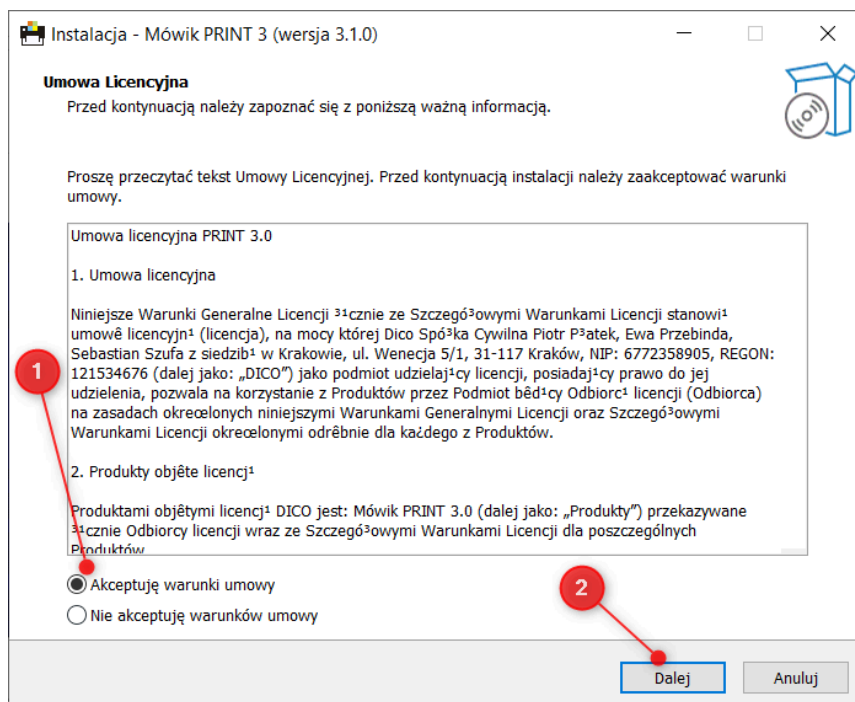 Instalacja - Mówik PRINT 3 (wersja 3.1.0)
Umowa Licencyjna
Przed kontynuacją należy zapoznać się z poniższą ważną informacją.
Proszę przeczytać tekst Umowy Licencyjnej. Przed kontynuacją instalacji należy zaakceptować warunki
umowy.
Umowa licencyjna PRINT 3.0
1. Umowa licencyjna
Niniejsze Warunki Generalne Licencji ³¹cznie ze Szczegó³owymi Warunkami Licencji stanowi¹
umowê licencyjn¹ (licencja), na mocy której Dico Spó³ka Cywilna Piotr P³atek, Ewa Przebinda,
Sebastian Szufa z siedzib¹ w Krakowie, ul. Wenecja 5/1, 31-117 Kraków, NIP: 6772358905, REGON:
121534676 (dalej jako: „DICO”) jako podmiot udzielaj¹cy licencji, posiadaj¹cy prawo do jej
udzielenia, pozwala na korzystanie z Produktów przez Podmiot bêd¹cy Odbiorc¹ licencji (Odbiorca)
na zasadach okreœlonych niniejszymi Warunkami Generalnymi Licencji oraz Szczegó³owymi
Warunkami Licencji okreœlonymi odrêbnie dla ka¿dego z Produktów.
2. Produkty objête licencj¹
Produktami objêtymi licencj¹ DICO jest: Mówik PRINT 3.0 (dalej jako: „Produkty”) przekazywane
³¹cznie Odbiorcy licencji wraz ze Szczegó³owymi Warunkami Licencji dla poszczególnych
Produktów
1
Akceptuję warunki umowy
2
Nie akceptuję warunków umowy
Dalej
Anuluj